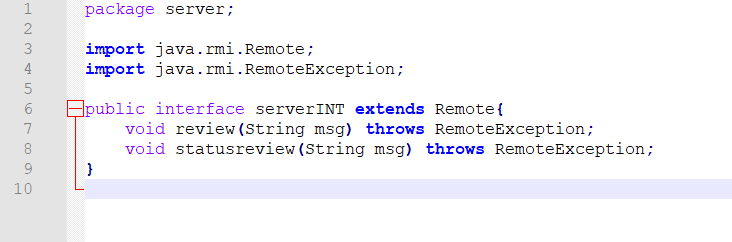 1 package server;
2
3 import java.rmi.Remote;
4 import java.rmi.RemoteException;
5
6 public interface serverINT extends Remote{
7     void review(String msg) throws RemoteException;
8     void statusreview(String msg) throws RemoteException;
9 }
10